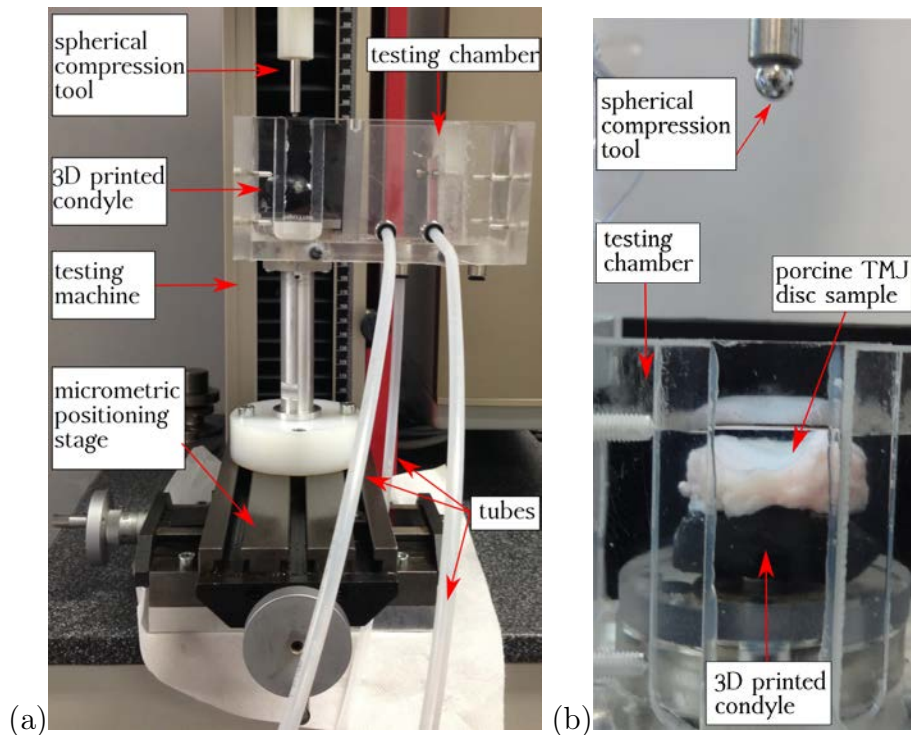 spherical
compression
tool
testing chamber
3D printed
condyle
testing
machine
micrometric
positioning
stage
tubes
(a)
spherical
compression
tool
testing
chamber
porcine TMJ
disc sample
3D printed
condyle
(b)